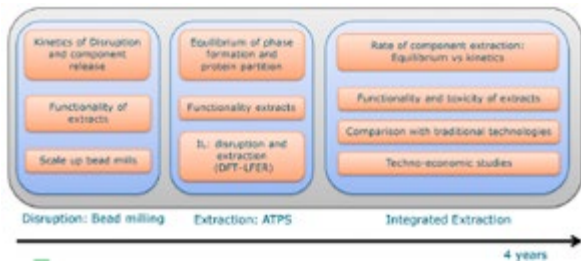 Kinetics of Disruption
and component
release
Functionality of
extracts
Scale up bead mills
Disruption: Bead milling
Equilibrium of phase
formation and
protein partition
Functionality extracts
IL: disruption and
extraction
(DFT-LFER)
Extraction: ATPS
Rate of component extraction:
Equilibrium vs kinetics
Functionality and toxicity of extracts
Comparison with traditional technologies
Techno-economic studies
Integrated Extraction
4 years